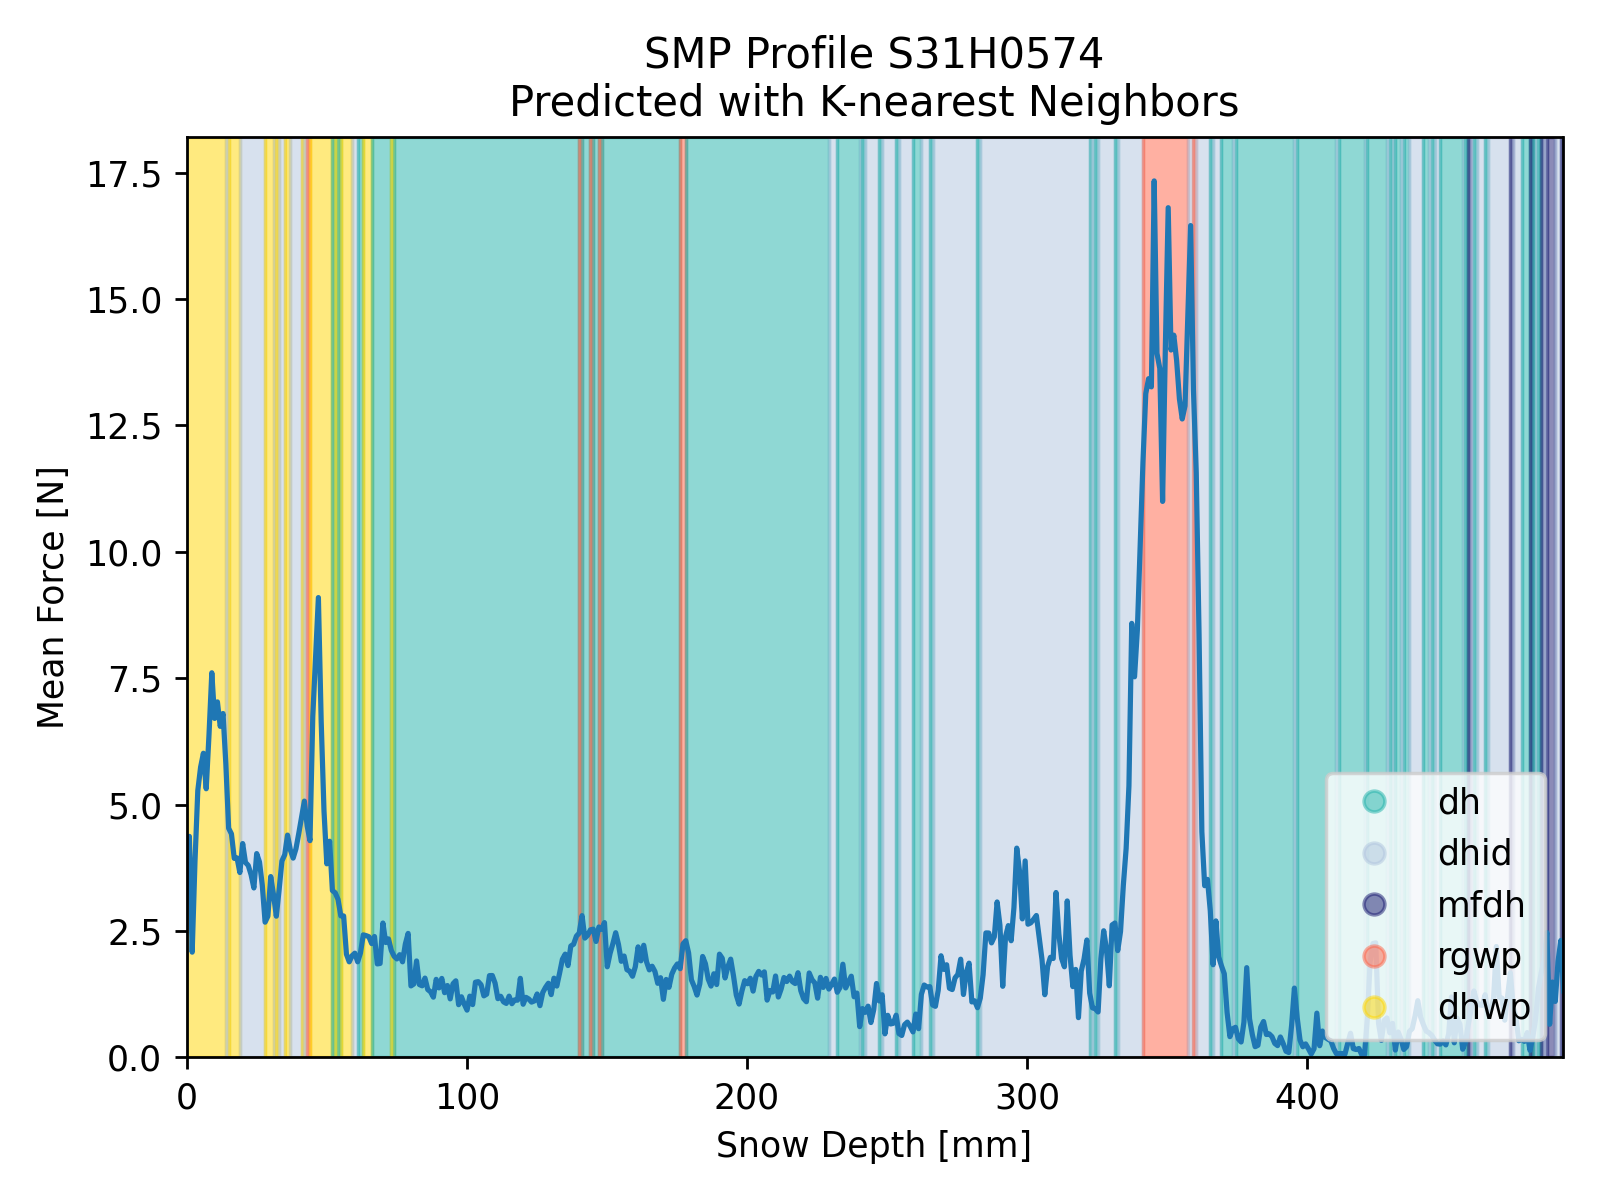 SMP Profile S31H0574
Predicted with K-nearest Neighbors
17.5
15.0
12.5
10.0
7.5
5.0
2.5
0.0
Mean Force [N]
0
100
200
300
400
Snow Depth [mm]
dh
dhid
mfdh
rgwp
dhwp